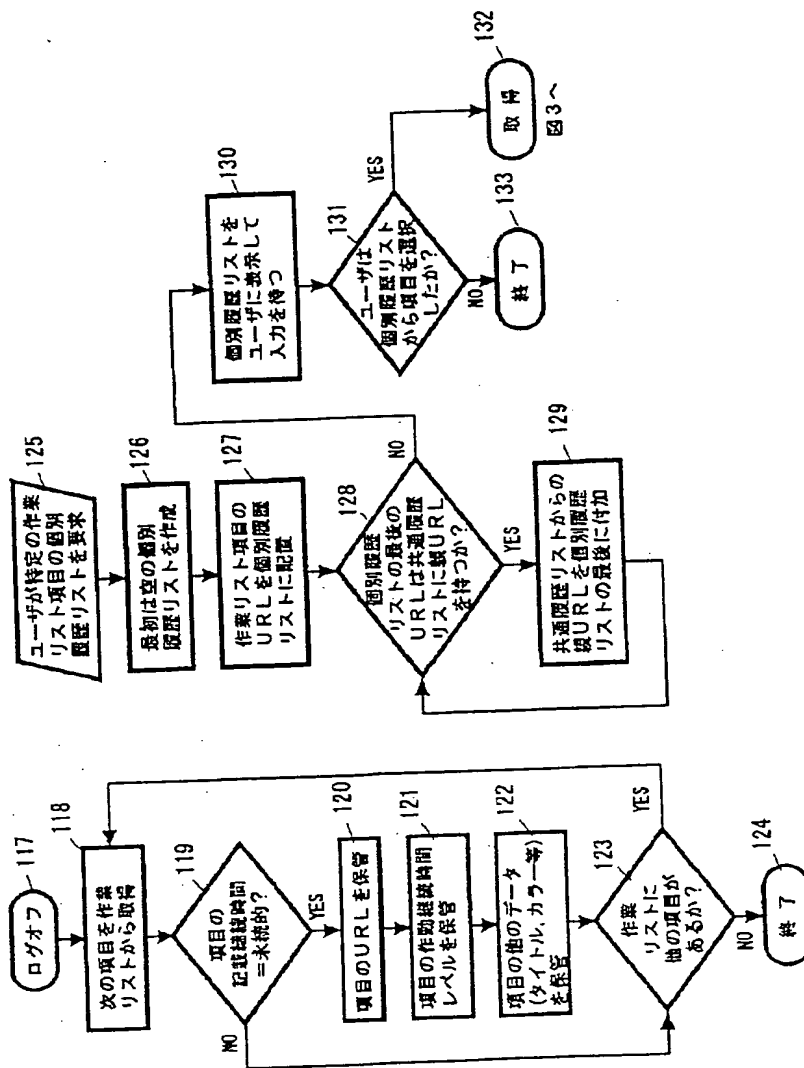 117
ログオフ
118
次の項目を作業
リストから取得
119
項目の
記載継続時間
=永続的?
NO
YES
120
項目のURLを保管
121
項目の作動継続時間
レベルを保管
122
項目の他のデータ
(タイトル,カラー等)
を保管
123
作業
リストに
他の項目が
あるか?
YES
NO
124
終了
125
ユーザが特定の作業
リスト項目の個別
履歴リストを要求
126
最初は空の個別
履歴リストを作成
127
作業リスト項目の
URLを個別履歴
リストに配置
128
個別履歴
リストの最後の
URLは共通履歴
リストに親URL
を持つか?
NO
YES
129
共通履歴リストからの
親URLを個別履歴
リストの最後に付加
130
個別履歴リストを
ユーザに表示して
入力を待つ
131
ユーザは
個別履歴リスト
から項目を選択
したか?
YES
NO
132
取得
図3へ
133
終了